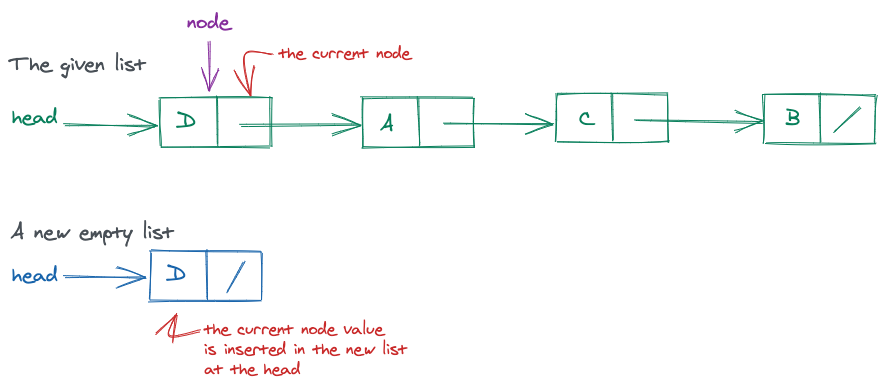 node
the current node
The given list
head
D
A
C
B
A new empty list
head
D
the current node value
is inserted in the new list
at the head